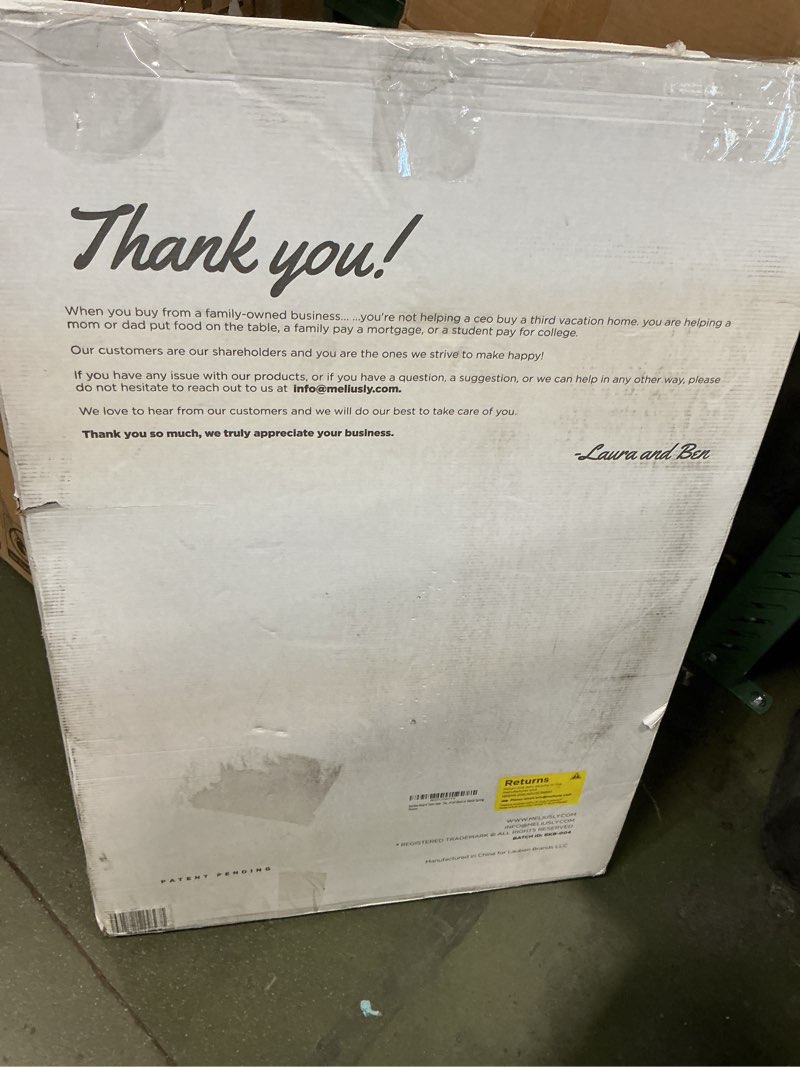 Thank you!
When you buy from a family-owned business... ...you're not helping a ceo buy a third vacation home. you are helping a
mom or dad put food on the table, a family pay a mortgage, or a student pay for college.
Our customers are our shareholders and you are the ones we strive to make happy!
If you have any issue with our products, or if you have a question, a suggestion, or we can help in any other way, please
do not hesitate to reach out to us at info@meliusly.com.
We love to hear from our customers and we will do our best to take care of you.
Thank you so much, we truly appreciate your business.
-Laura and Ben
Returns
WWW.MELIUSLY.COM
INFO@MELIUSLY.COM
® REGISTERED TRADEMARK © ALL RIGHTS RESERVED
BATCH ID: BKB-004
Manufactured in China for Lauben Brands LLC
PATENT PENDING